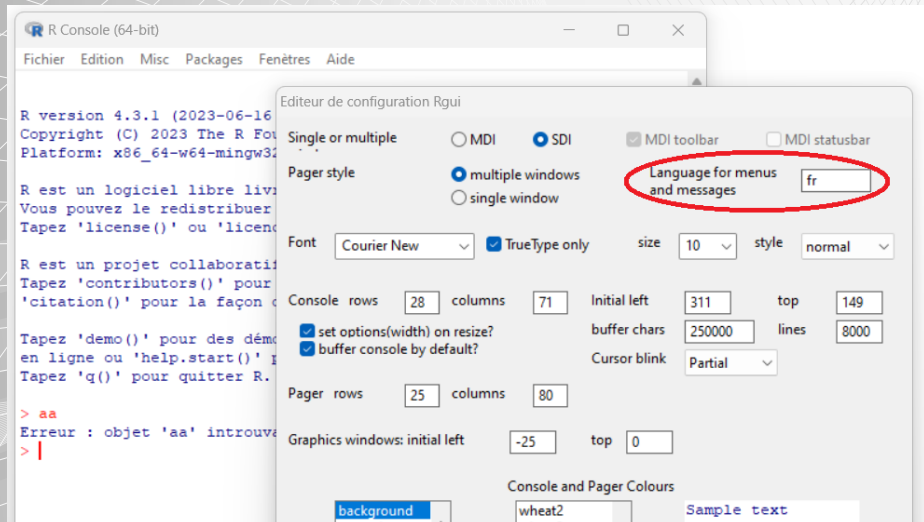 R Console (64-bit)
Fichier Edition Misc Packages Fenêtres Aide
R version 4.3.1 (2023-06-16
Copyright (C) 2023 The R Fou
Platform: x86_64-w64-mingw32
R est un logiciel libre livr
Vous pouvez le redistribuer
Tapez 'license()' ou 'licenc
R est un projet collaboratif
Tapez 'contributors()' pour
'citation()' pour la façon d
Tapez 'demo()' pour des démo
en ligne ou 'help.start()' p
Tapez 'q()' pour quitter R.
> aa
Erreur : objet 'aa' introuva
>
Editeur de configuration Rgui
Single or multiple MDI SDI MDI toolbar MDI statusbar
Pager style multiple windows
single window
Language for menus
and messages fr
Font Courier New TrueType only size 10 style normal
Console rows 28 columns 71 Initial left 311 top 149
set options(width) on resize? buffer chars 250000 lines 8000
buffer console by default?
Cursor blink Partial
Pager rows 25 columns 80
Graphics windows: initial left -25 top 0
Console and Pager Colours
background wheat2 Sample text